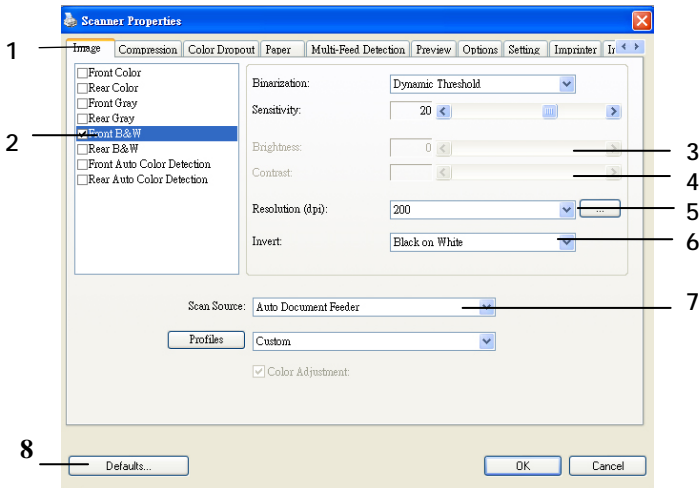 Scanner Properties
1
Image Compression Color Dropout Paper Multi-Feed Detection Preview Options Setting Imprinter
Front Color
Rear Color
Front Gray
Rear Gray
2
Front B&W
Rear B&W
Front Auto Color Detection
Rear Auto Color Detection
Binarization: Dynamic Threshold
Sensitivity: 20
Brightness: 0
3
Contrast:
4
Resolution (dpi): 200 ...
5
Invert: Black on White
6
Scan Source: Auto Document Feeder
7
Profiles Custom
Color Adjustment:
8
Defaults... OK Cancel